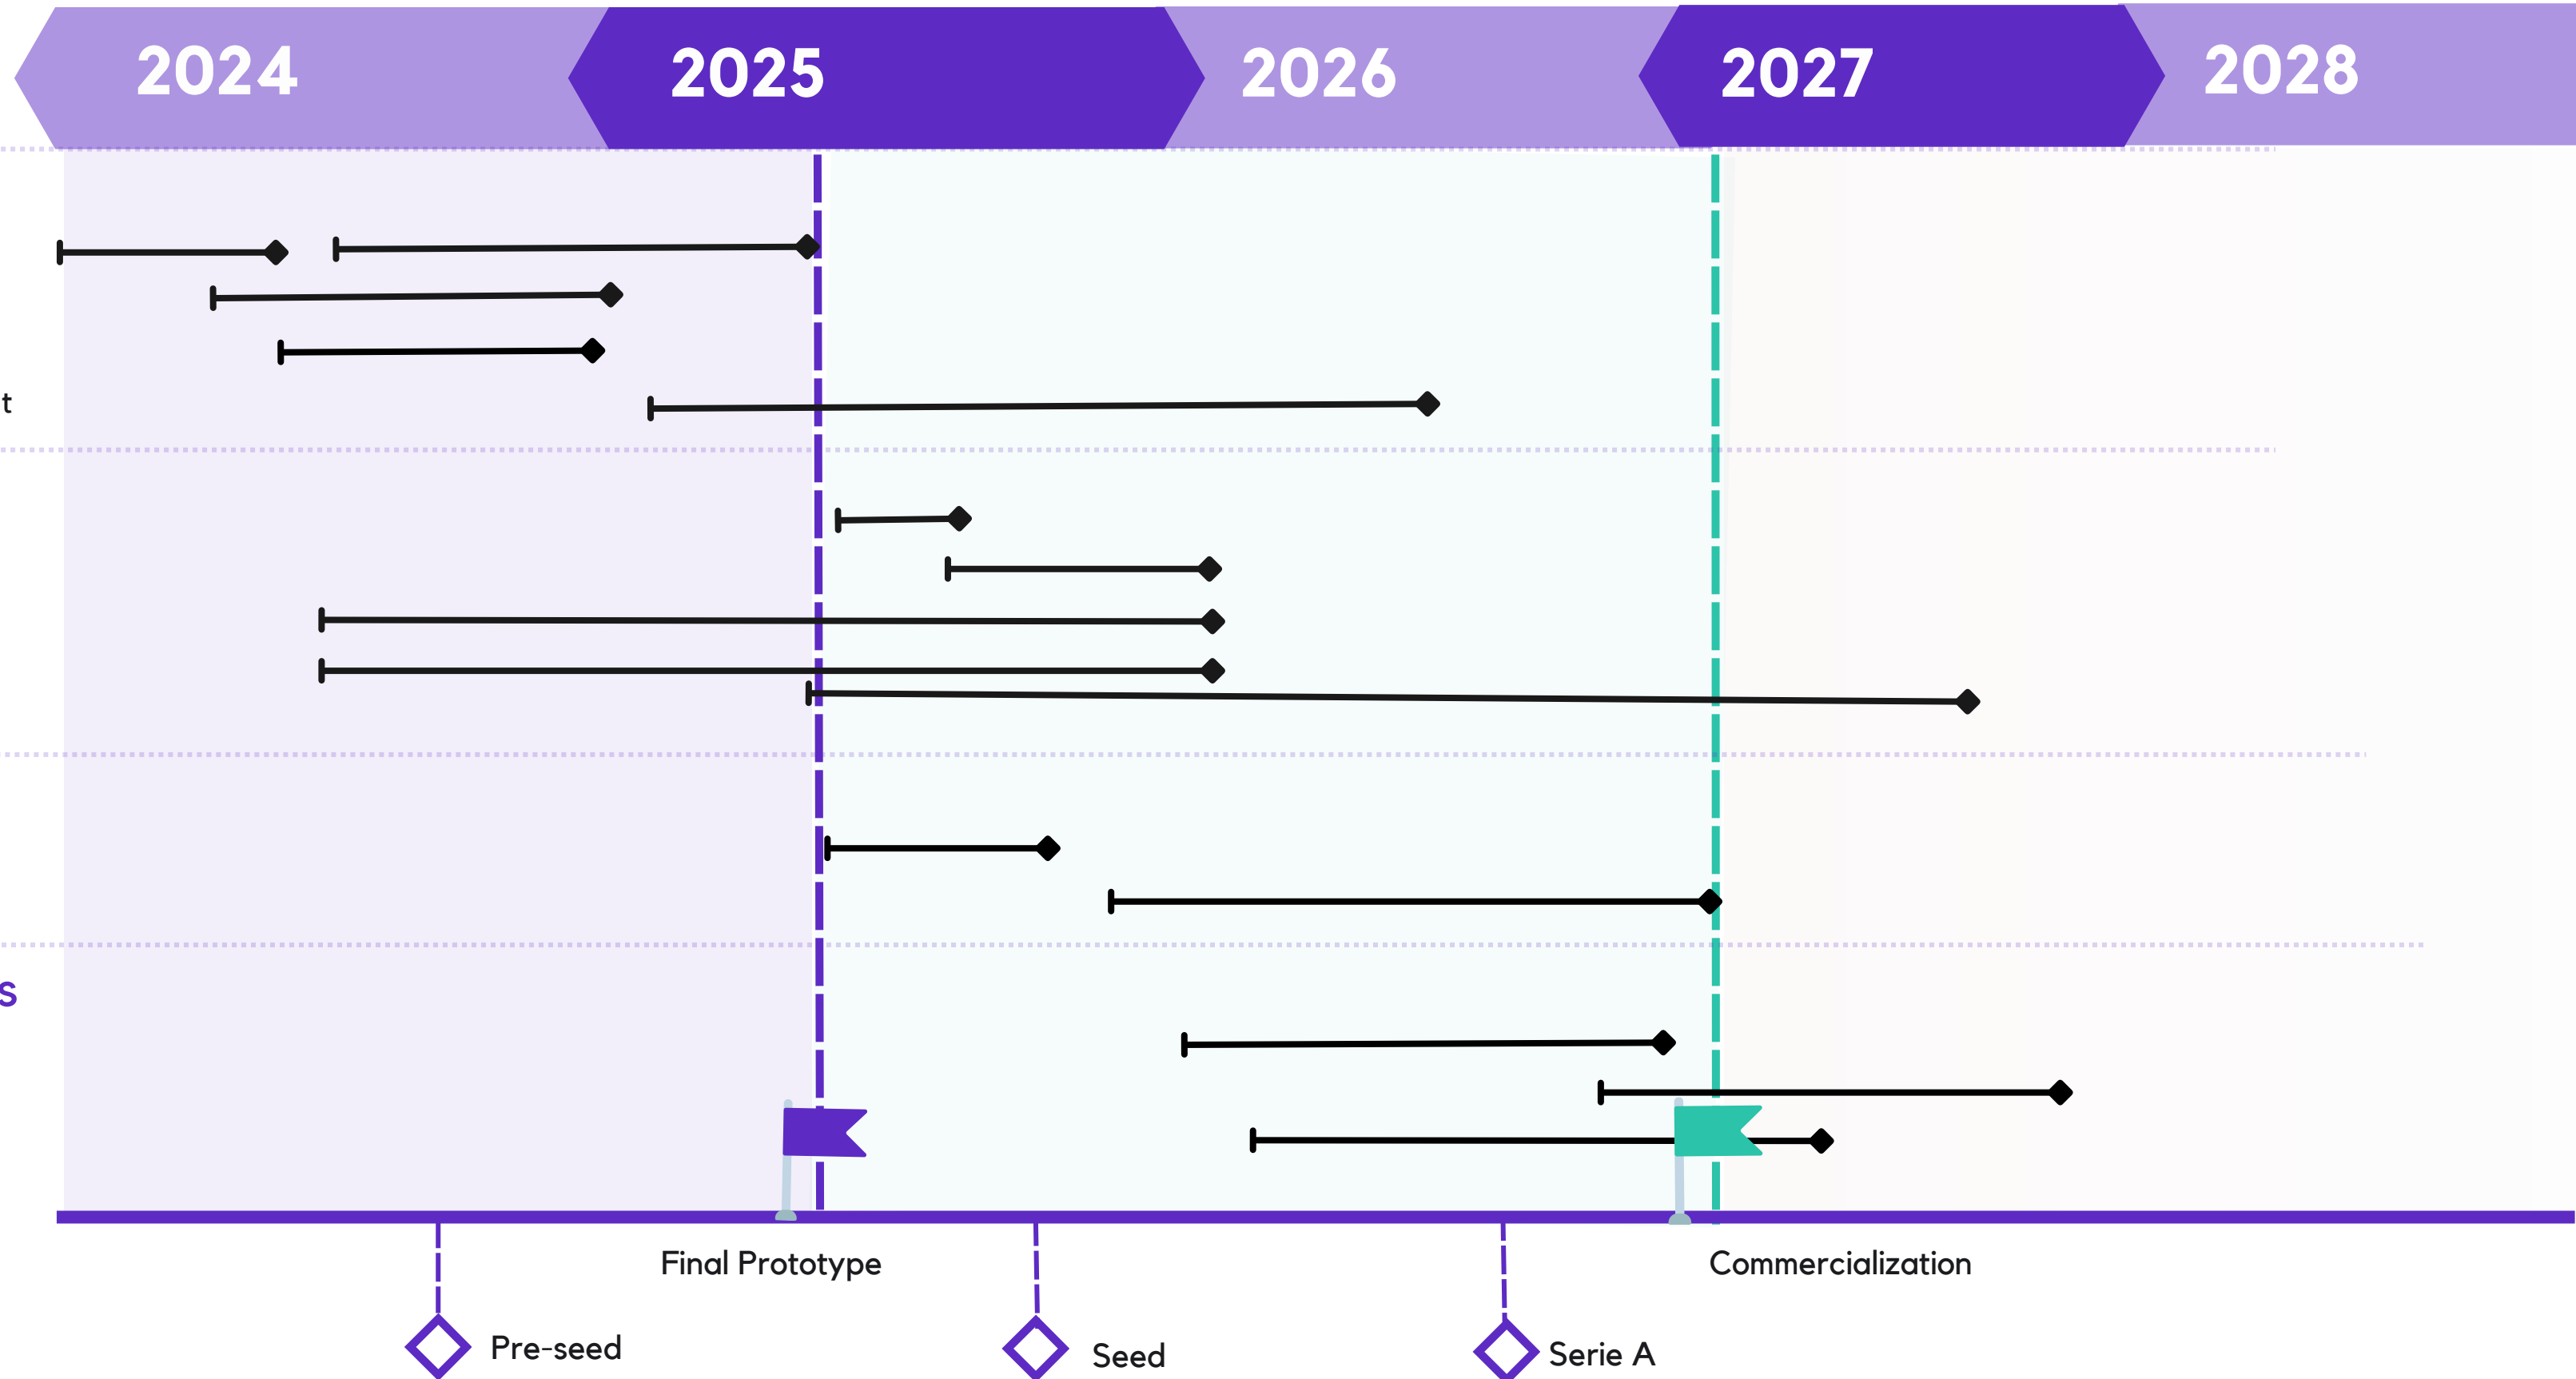 2024 2025 2026 2027 2028
t
s
Final Prototype Commercialization
Pre-seed Seed Serie A